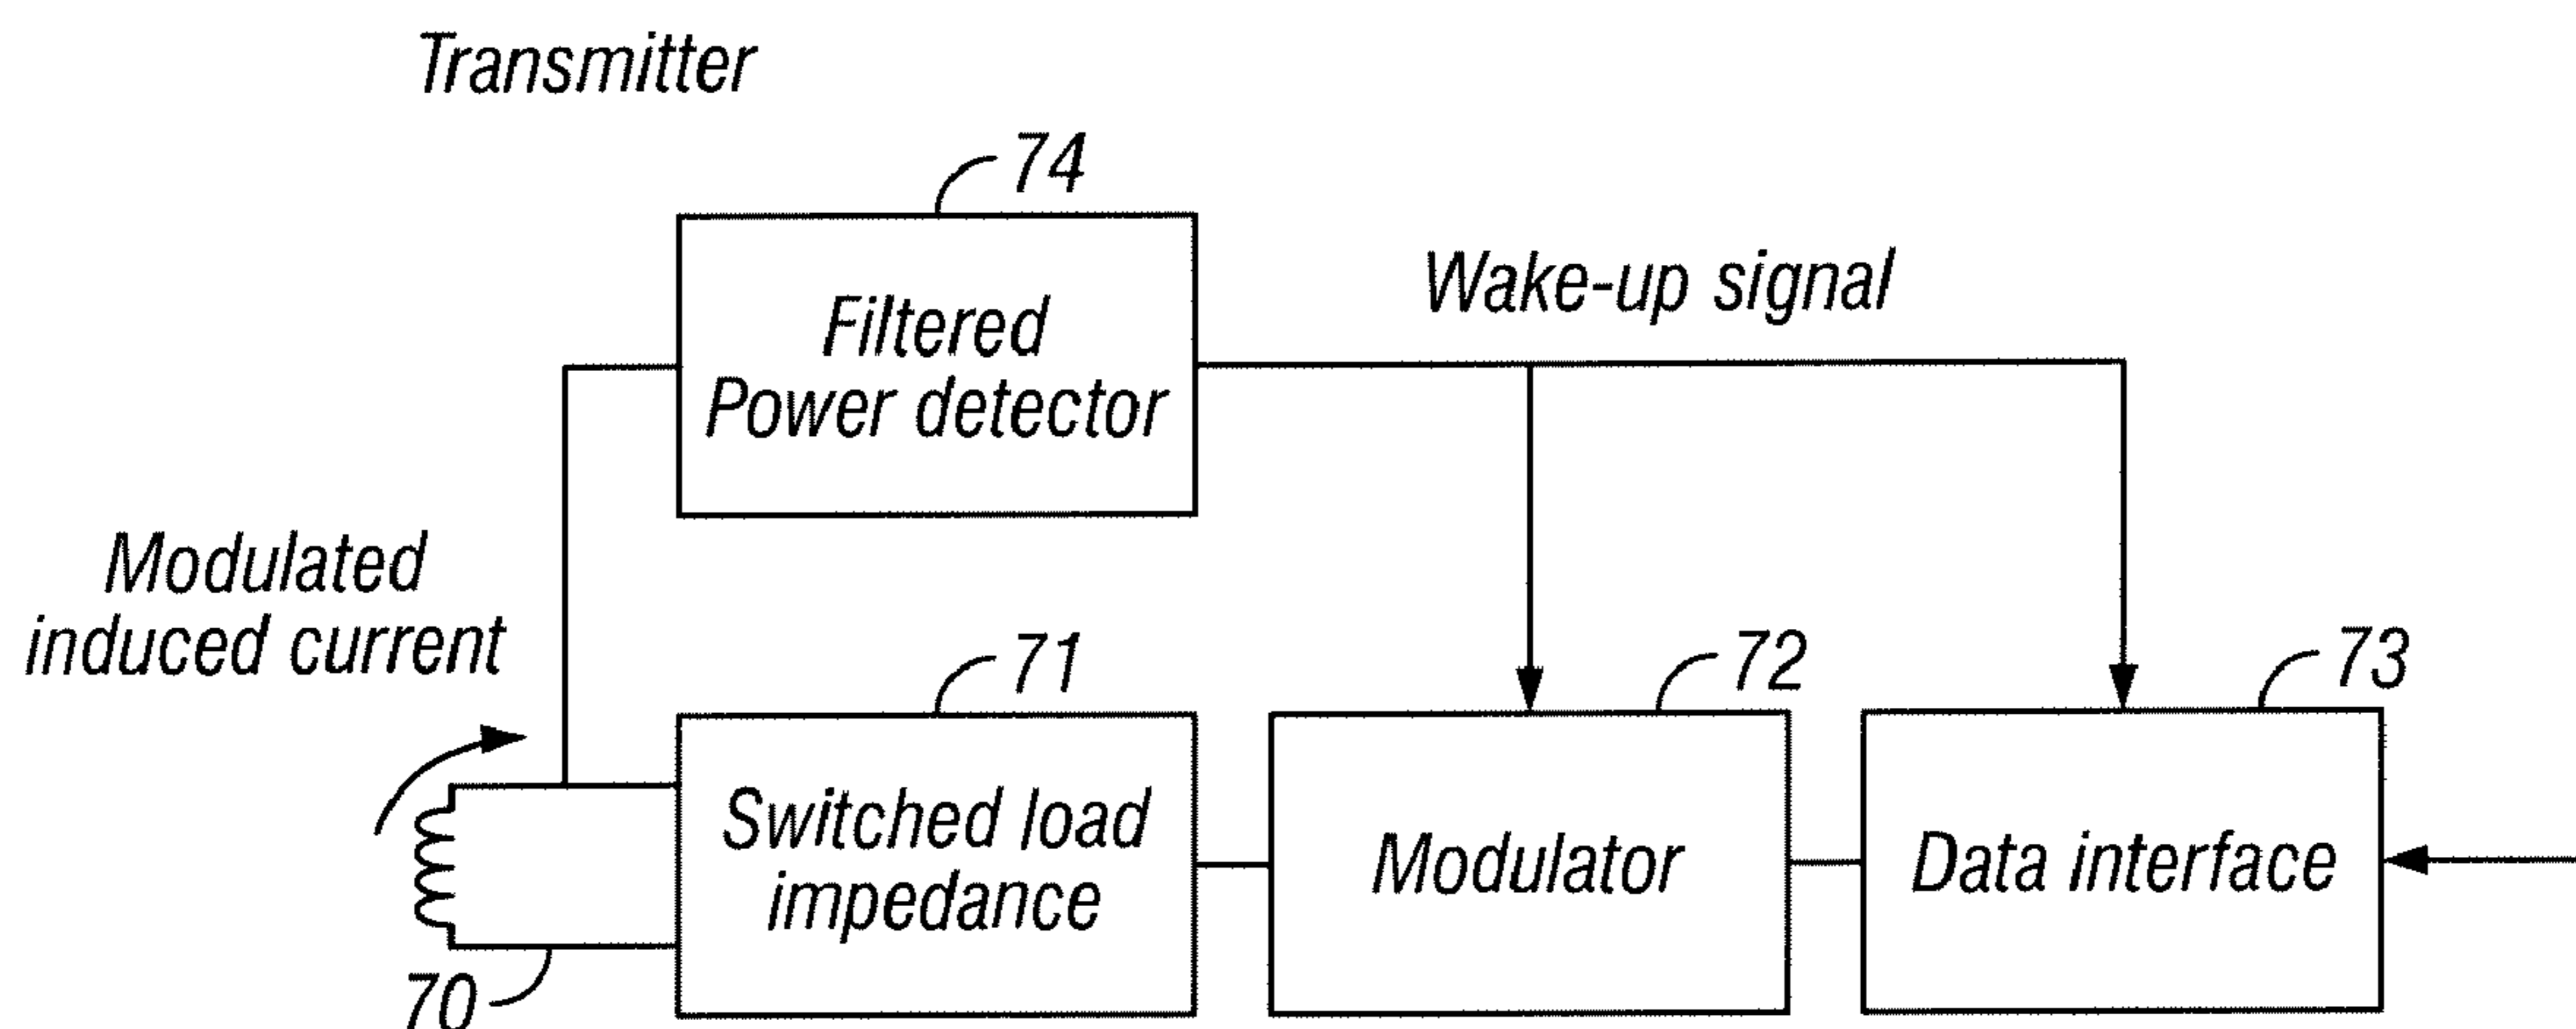 Transmitter
74
Filtered
Power detector
Wake-up signal
Modulated
induced current
71
72
73
Switched load
impedance
Modulator
Data interface
70